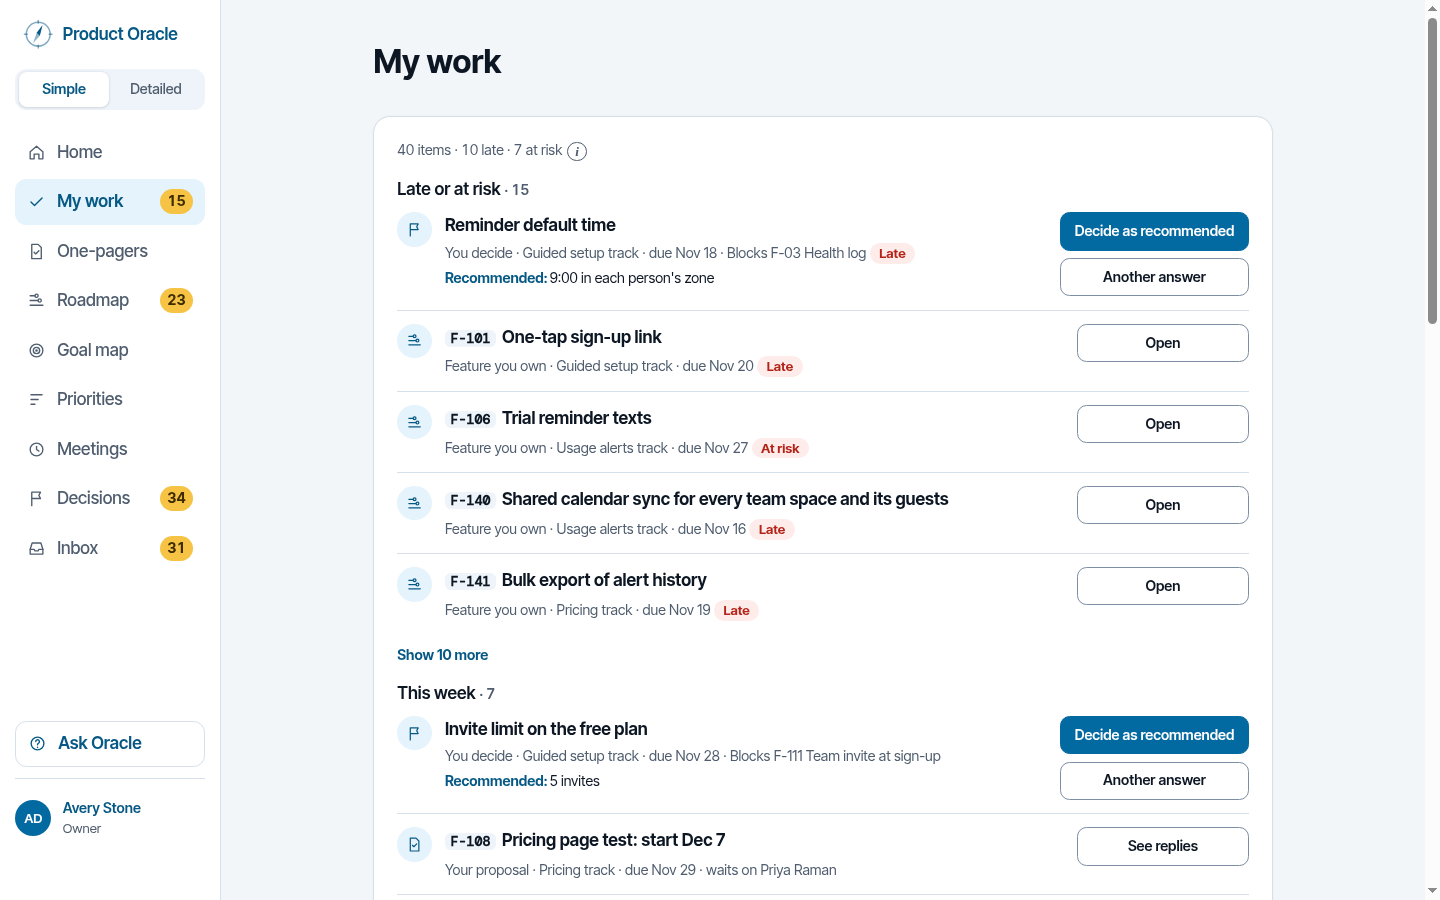 Product Oracle
Simple Detailed
Home
My work 15
One-pagers
Roadmap 23
Goal map
Priorities
Meetings
Decisions 34
Inbox 31
Ask Oracle
AD Avery Stone
Owner
My work
40 items · 10 late · 7 at risk i
Late or at risk · 15
Reminder default time
You decide · Guided setup track · due Nov 18 · Blocks F-03 Health log Late
Recommended: 9:00 in each person's zone
Decide as recommended
Another answer
F-101 One-tap sign-up link
Feature you own · Guided setup track · due Nov 20 Late
Open
F-106 Trial reminder texts
Feature you own · Usage alerts track · due Nov 27 At risk
Open
F-140 Shared calendar sync for every team space and its guests
Feature you own · Usage alerts track · due Nov 16 Late
Open
F-141 Bulk export of alert history
Feature you own · Pricing track · due Nov 19 Late
Open
Show 10 more
This week · 7
Invite limit on the free plan
You decide · Guided setup track · due Nov 28 · Blocks F-111 Team invite at sign-up
Recommended: 5 invites
Decide as recommended
Another answer
F-108 Pricing page test: start Dec 7
Your proposal · Pricing track · due Nov 29 · waits on Priya Raman
See replies